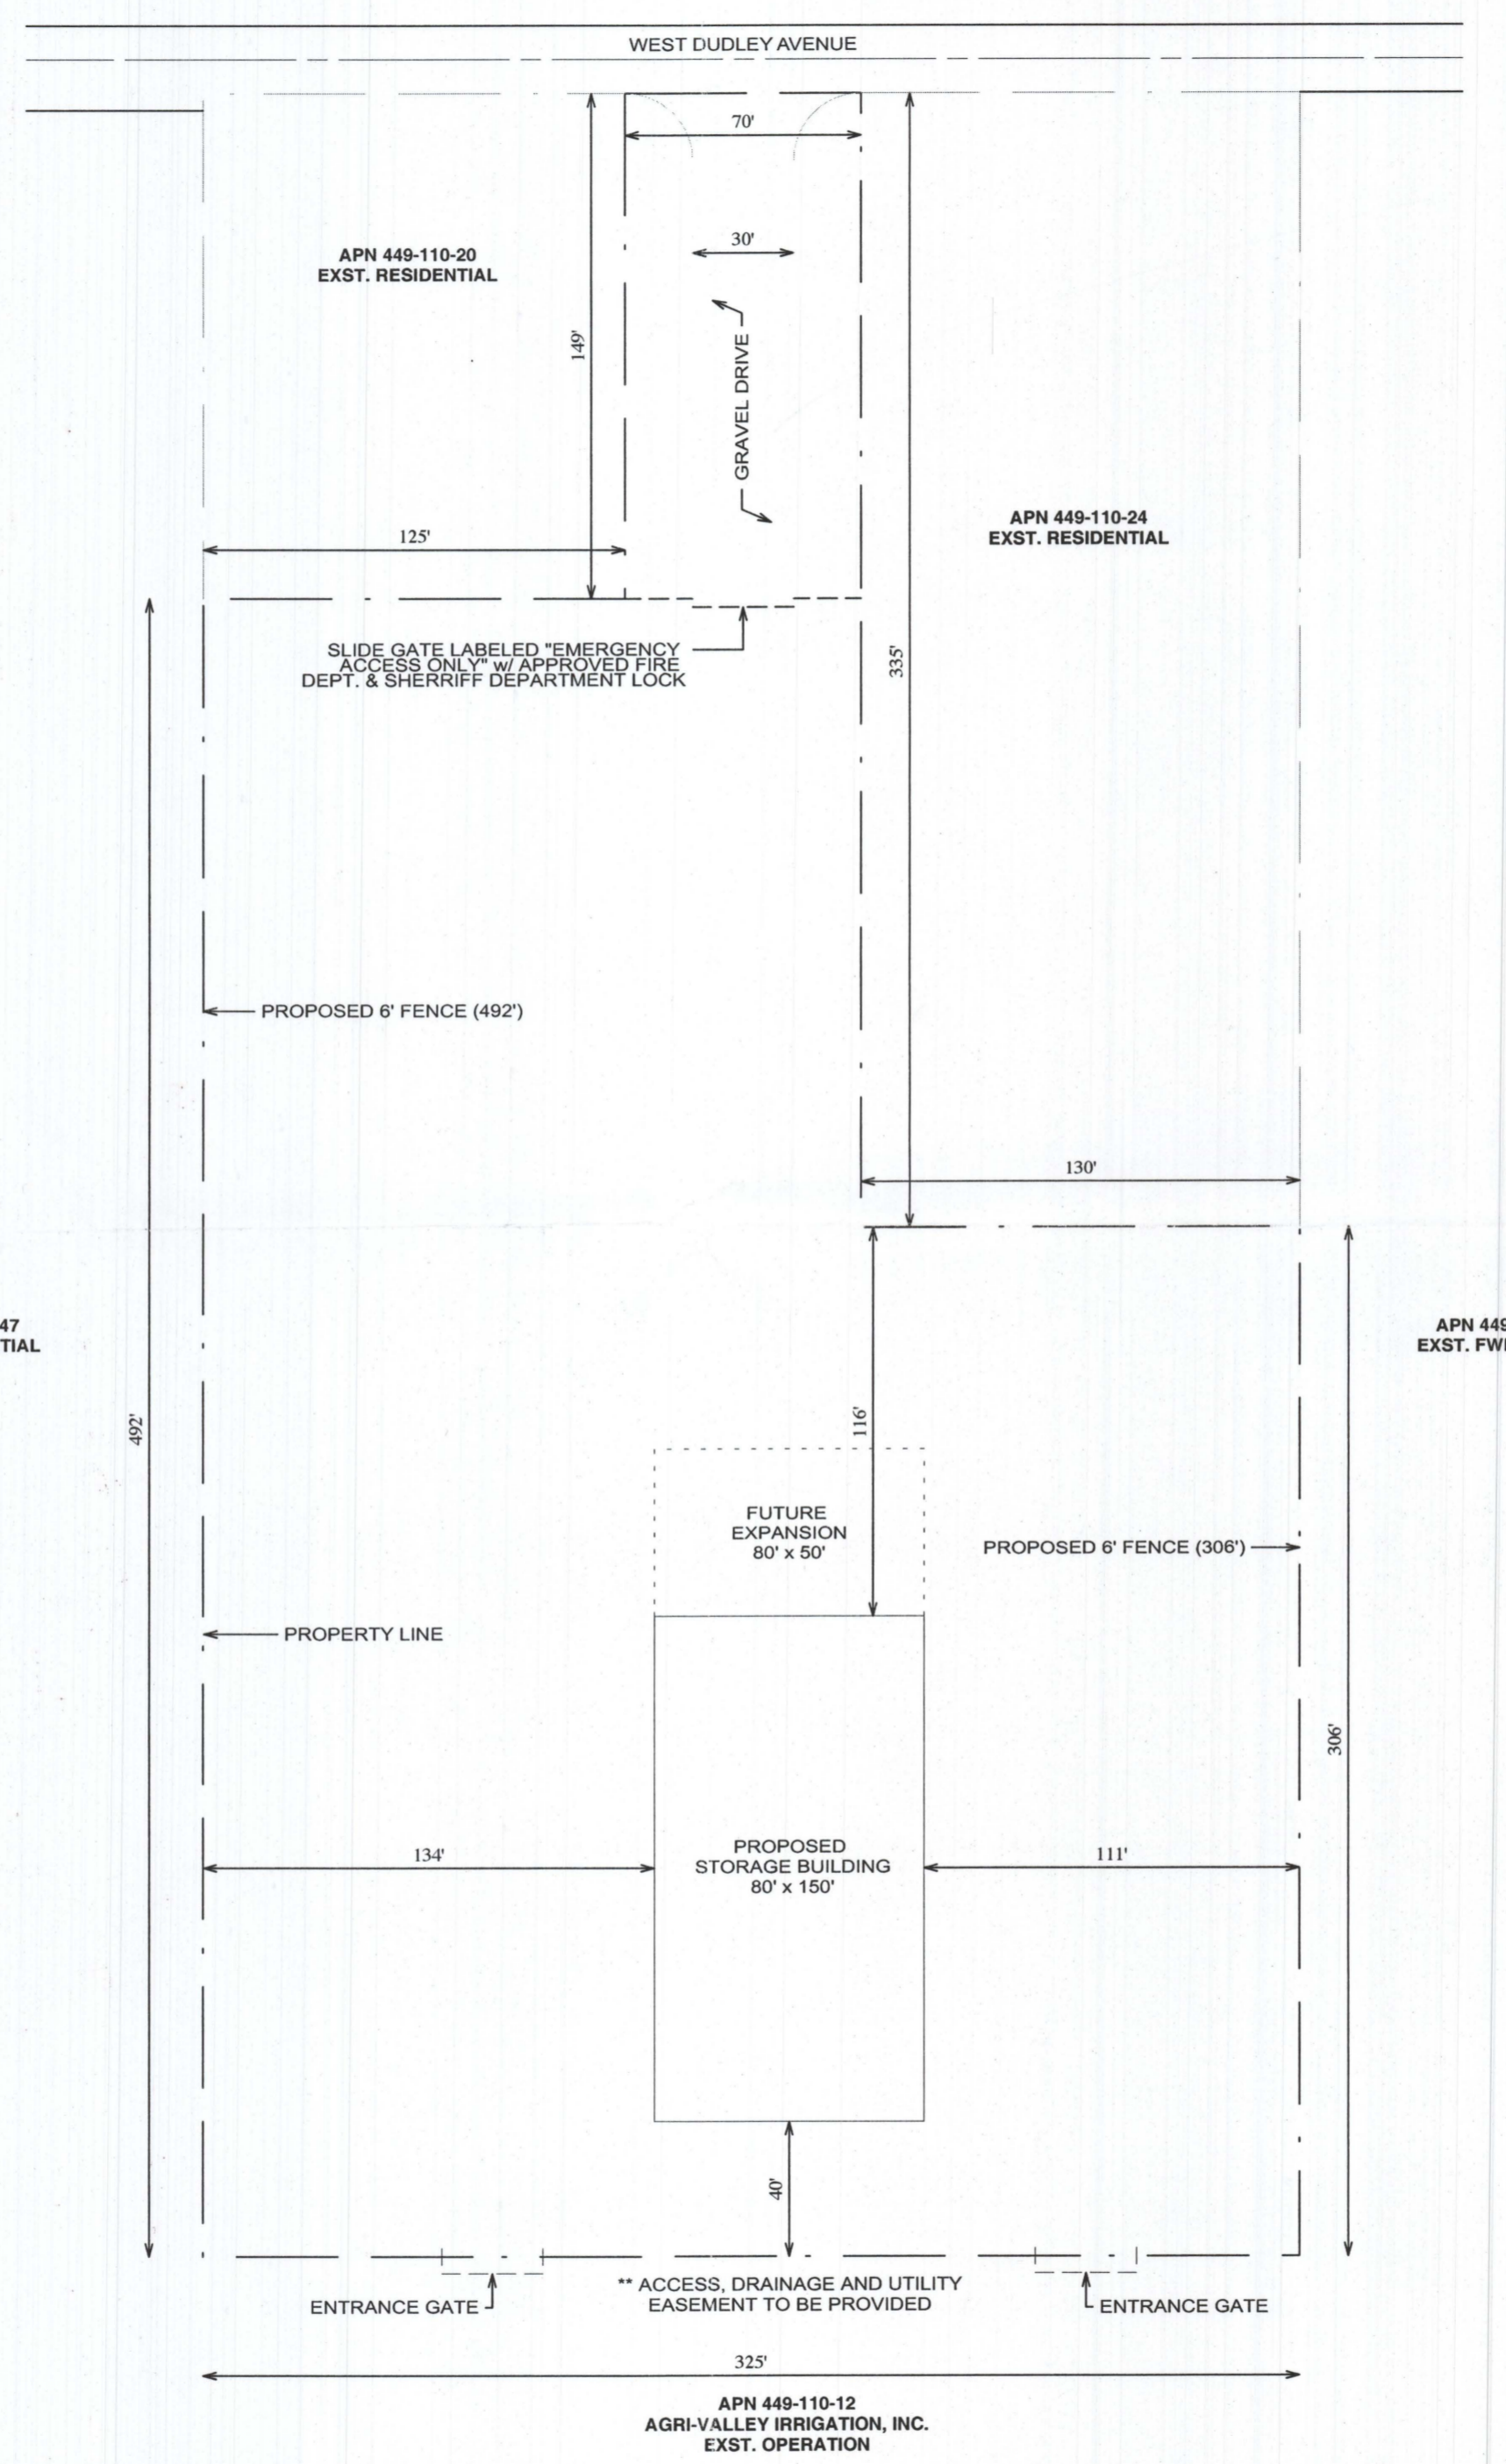 WEST DUDLEY AVENUE
70'
30'
APN 449-110-20
EXST. RESIDENTIAL
149'
GRAVEL DRIVE
APN 449-110-24
EXST. RESIDENTIAL
125'
SLIDE GATE LABELED "EMERGENCY
ACCESS ONLY" w/ APPROVED FIRE
DEPT. & SHERRIFF DEPARTMENT LOCK
335'
PROPOSED 6' FENCE (492')
130'
47
TIAL
APN 449
EXST. FW
492'
116'
FUTURE
EXPANSION
80' x 50'
PROPOSED 6' FENCE (306')
PROPERTY LINE
306'
134'
PROPOSED
STORAGE BUILDING
80' x 150'
111'
40'
ENTRANCE GATE
** ACCESS, DRAINAGE AND UTILITY
EASEMENT TO BE PROVIDED
ENTRANCE GATE
325'
APN 449-110-12
AGRI-VALLEY IRRIGATION, INC.
EXST. OPERATION